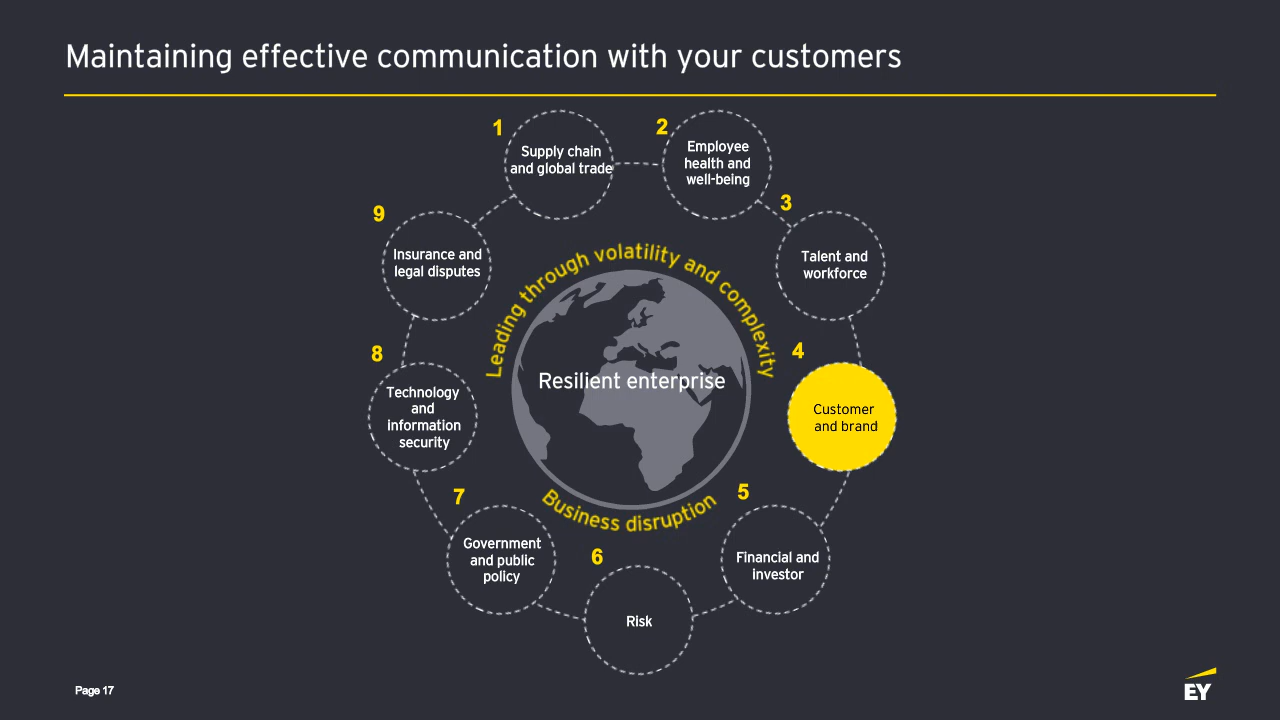 Maintaining effective communication with your customers
1
Supply chain
and global trade
2
Employee
health and
well-being
3
Talent and
workforce
4
Customer
and brand
5
Financial and
investor
6
Risk
7
Government
and public
policy
8
Technology
and
information
security
9
Insurance and
legal disputes
Leading through volatility and complexity
Resilient enterprise
Business disruption
Page 17
EY